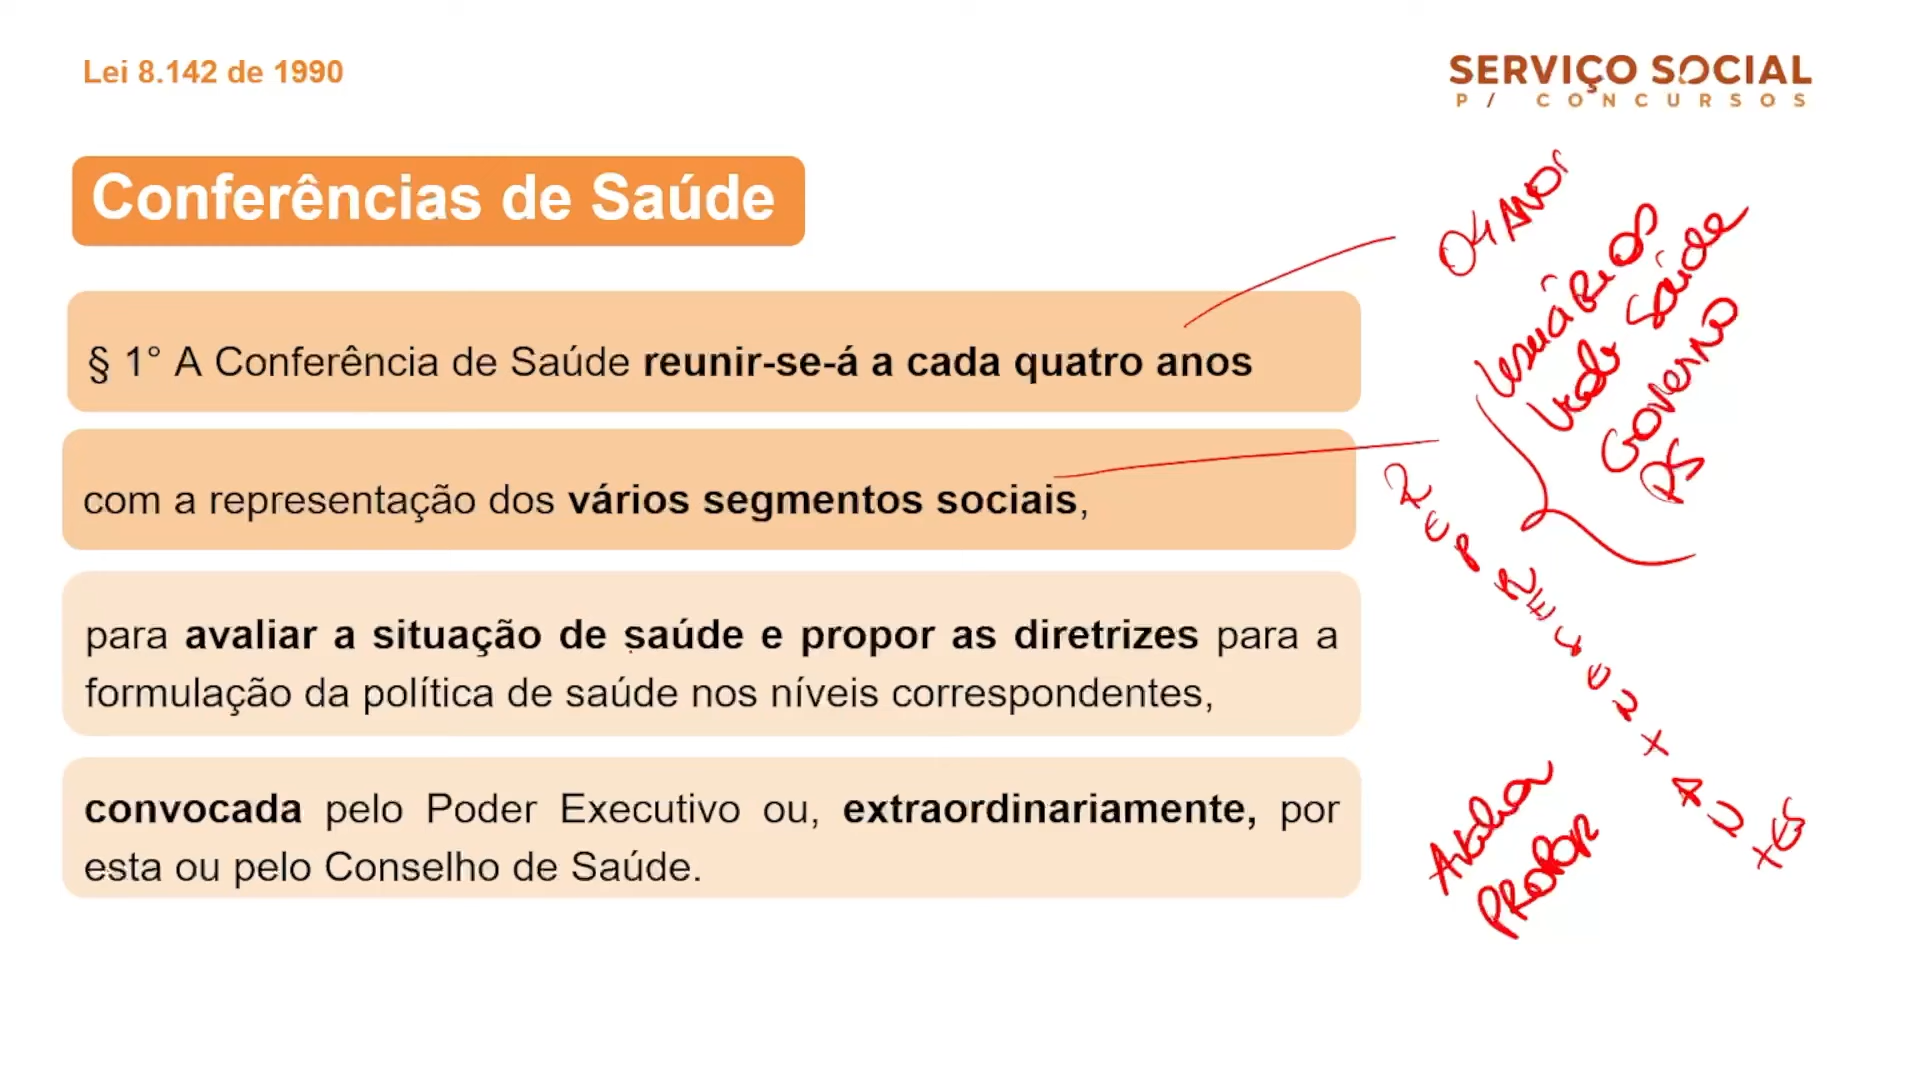 Lei 8.142 de 1990
SERVIÇO SOCIAL
P/ CONCURSOS
Conferências de Saúde
04 ANOS
§ 1° A Conferência de Saúde reunir-se-á a cada quatro anos
usuáRiOS
Saúde
GOVERNO
PS
com a representação dos vários segmentos sociais,
REPRESENTANTES
para avaliar a situação de saúde e propor as diretrizes para a
formulação da política de saúde nos níveis correspondentes,
convocada pelo Poder Executivo ou, extraordinariamente, por
esta ou pelo Conselho de Saúde.
Avaliar
PROPOR